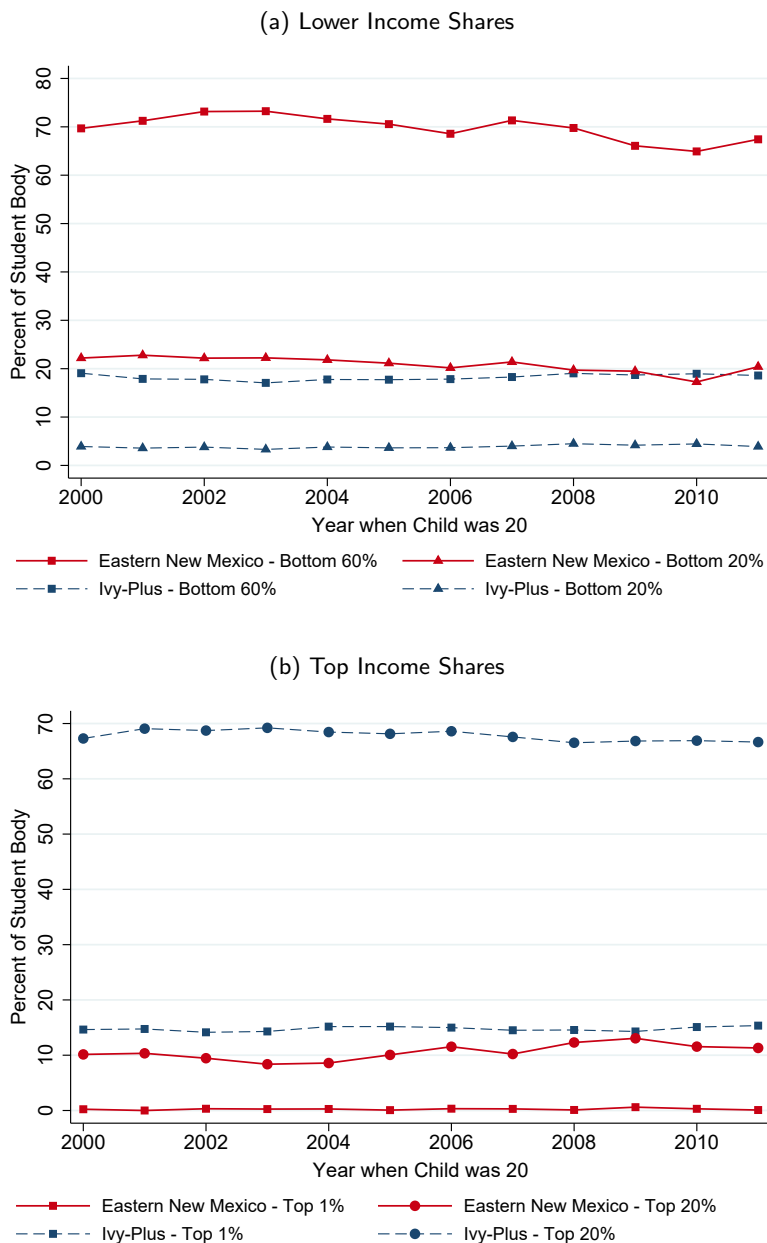 (a) Lower Income Shares
80
70
60
50
40
30
20
10
0
Percent of Student Body
2000 2002 2004 2006 2008 2010
Year when Child was 20
Eastern New Mexico - Bottom 60% Eastern New Mexico - Bottom 20%
Ivy-Plus - Bottom 60% Ivy-Plus - Bottom 20%
(b) Top Income Shares
70
60
50
40
30
20
10
0
Percent of Student Body
2000 2002 2004 2006 2008 2010
Year when Child was 20
Eastern New Mexico - Top 1% Eastern New Mexico - Top 20%
Ivy-Plus - Top 1% Ivy-Plus - Top 20%